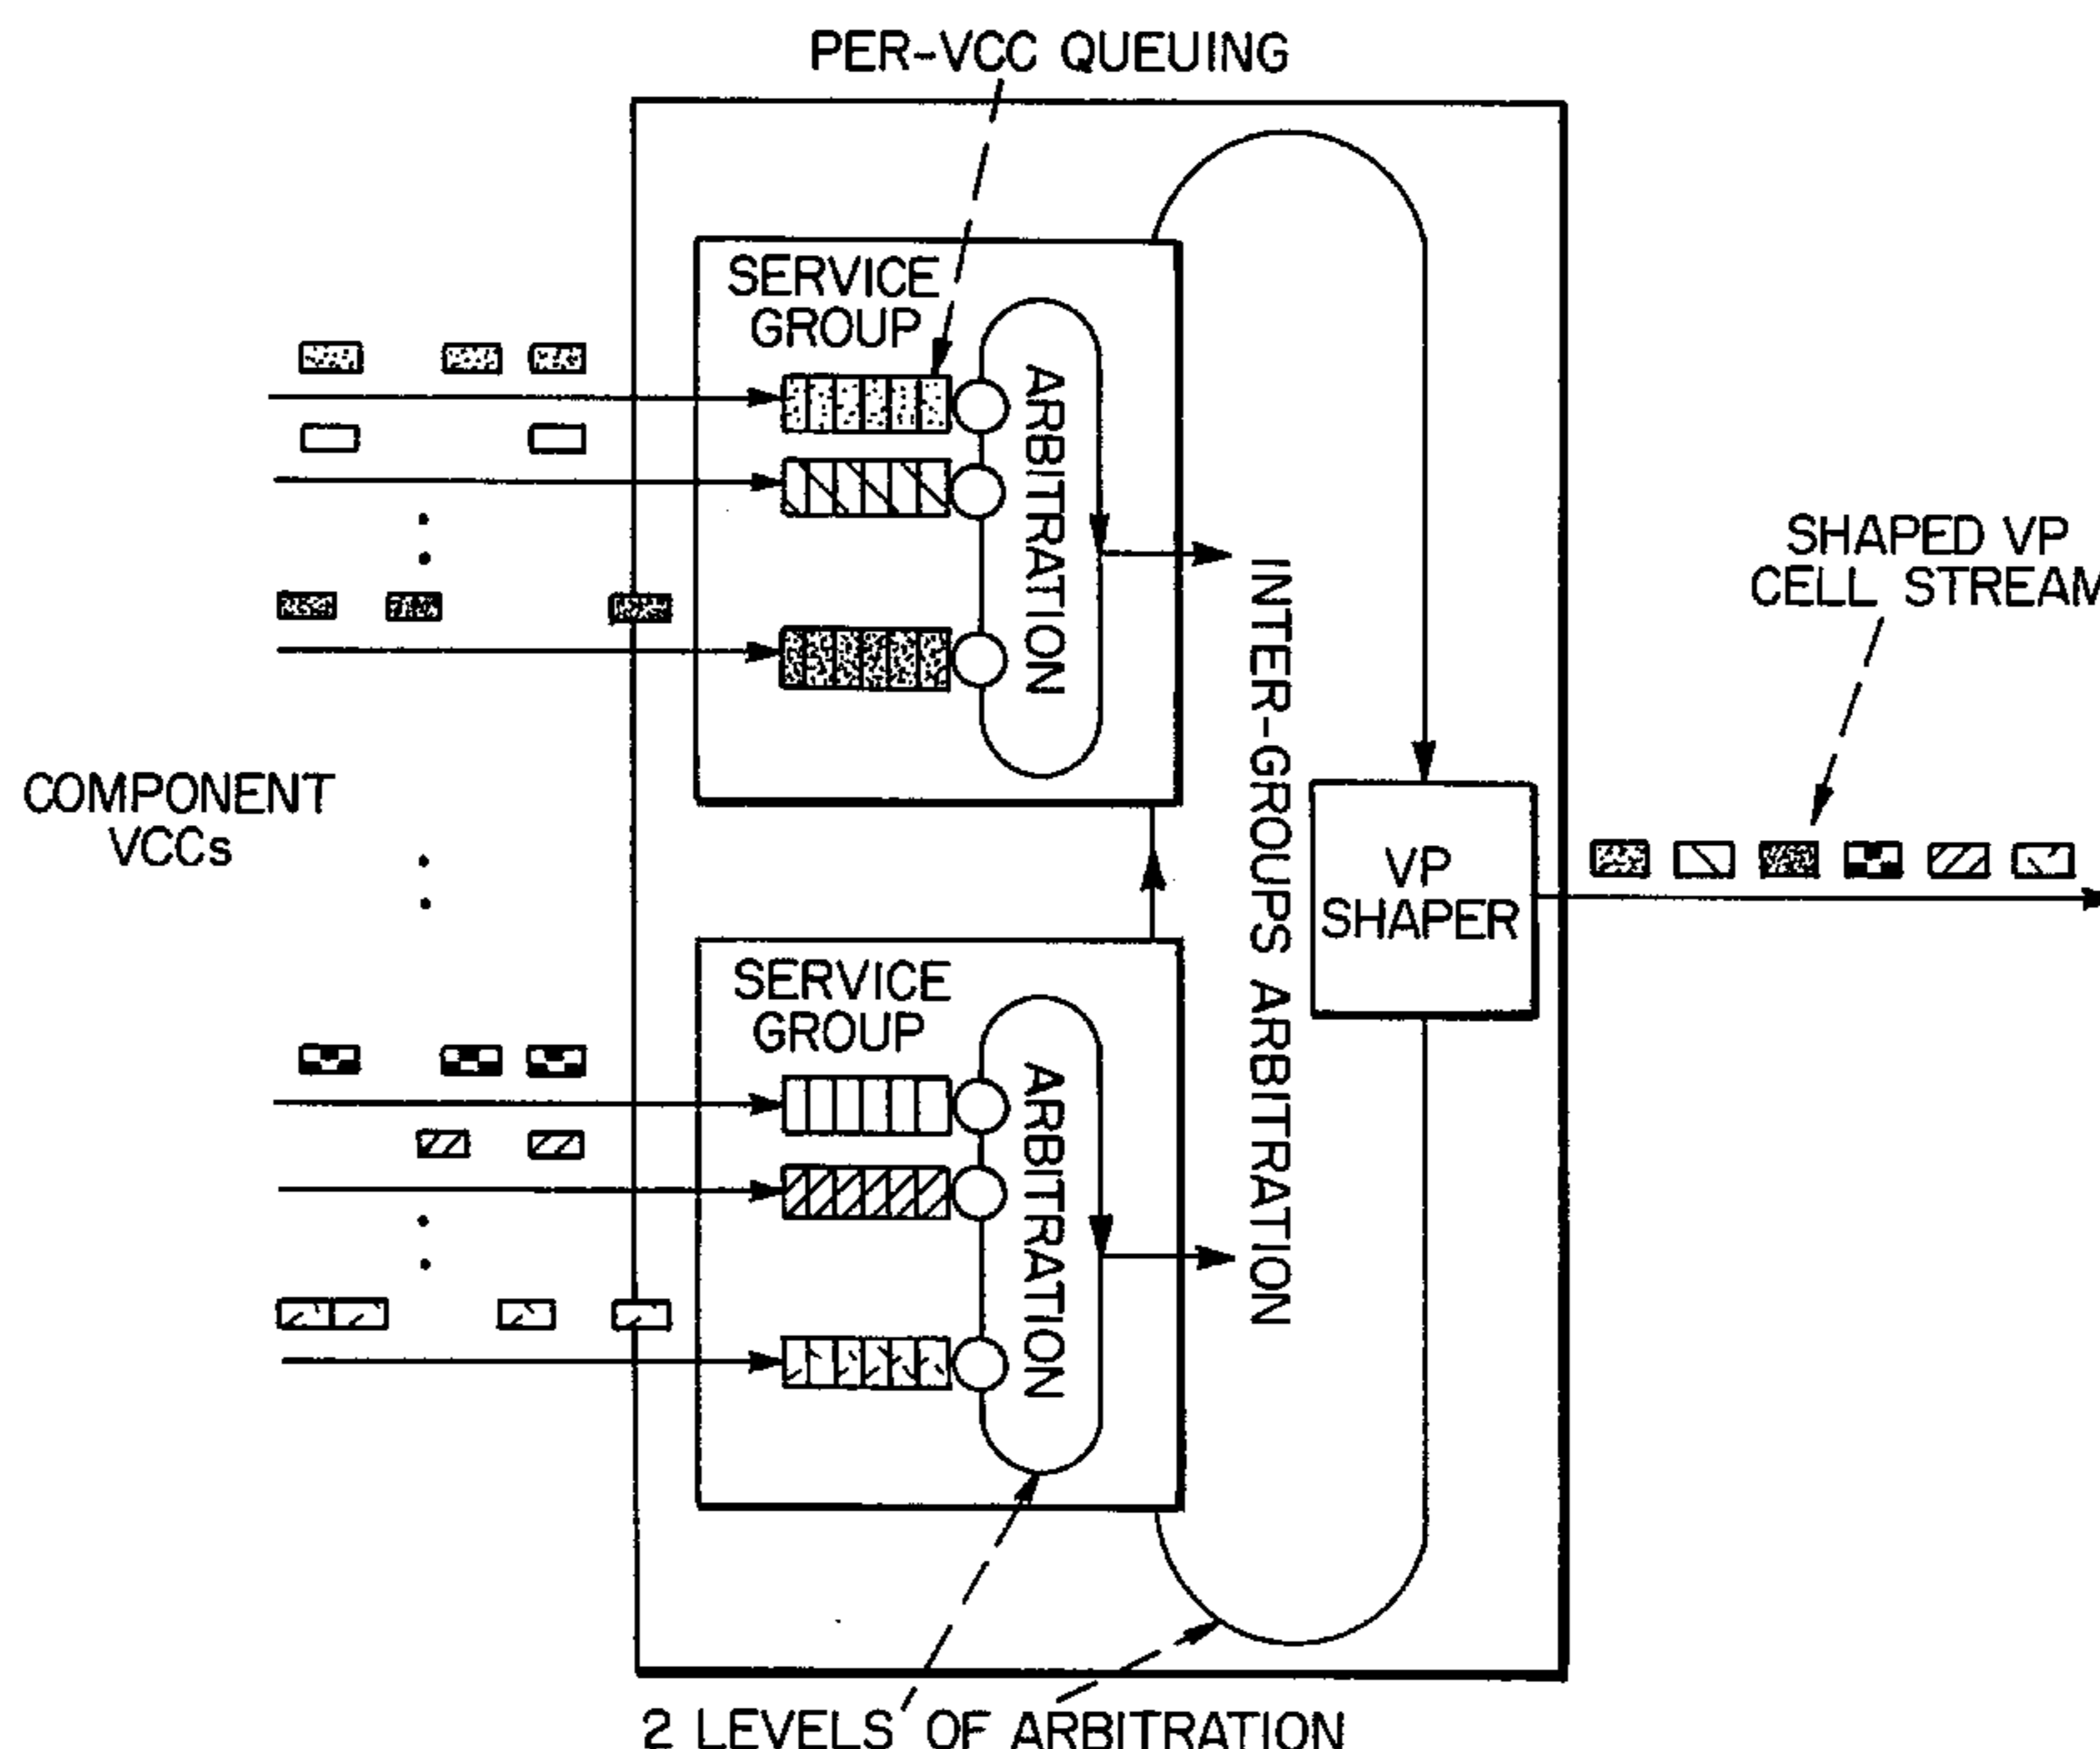 PER-VCC QUEUING
SERVICE
GROUP
ARBITRATION
INTER-GROUPS ARBITRATION
SHAPED VP
CELL STREAM
COMPONENT
VCCs
VP
SHAPER
SERVICE
GROUP
ARBITRATION
2 LEVELS OF ARBITRATION